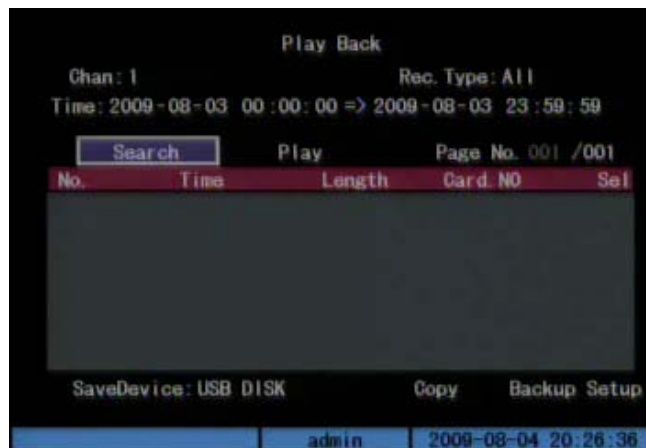 Play Back
Chan: 1 Rec. Type: All
Time: 2009-08-03 00:00:00 => 2009-08-03 23:59:59
Search Play Page No. 001 /001
No. Time Length Card. NO Sel
SaveDevice: USB DISK Copy Backup Setup
admin 2009-08-04 20:26:36